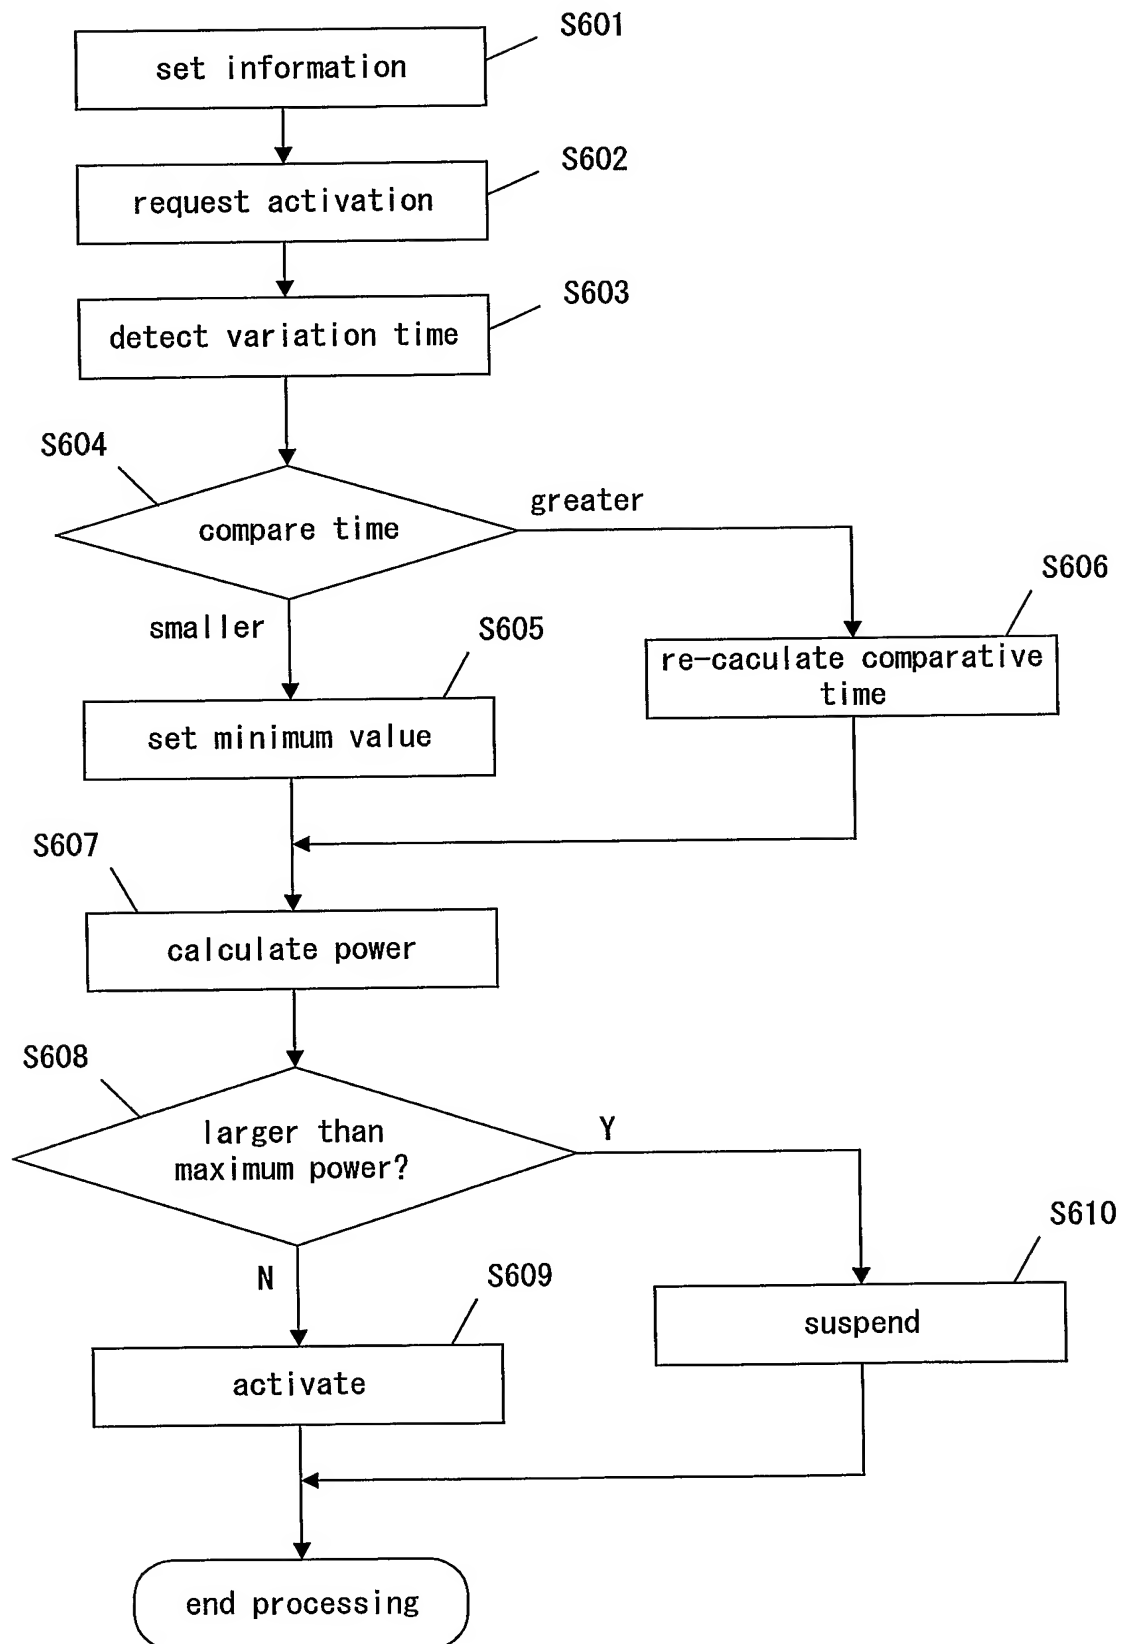 S601
set information
S602
request activation
S603
detect variation time
S604
compare time
greater
smaller
S605
S606
re-caculate comparative
time
set minimum value
S607
calculate power
S608
larger than
maximum power?
Y
N
S609
S610
suspend
activate
end processing